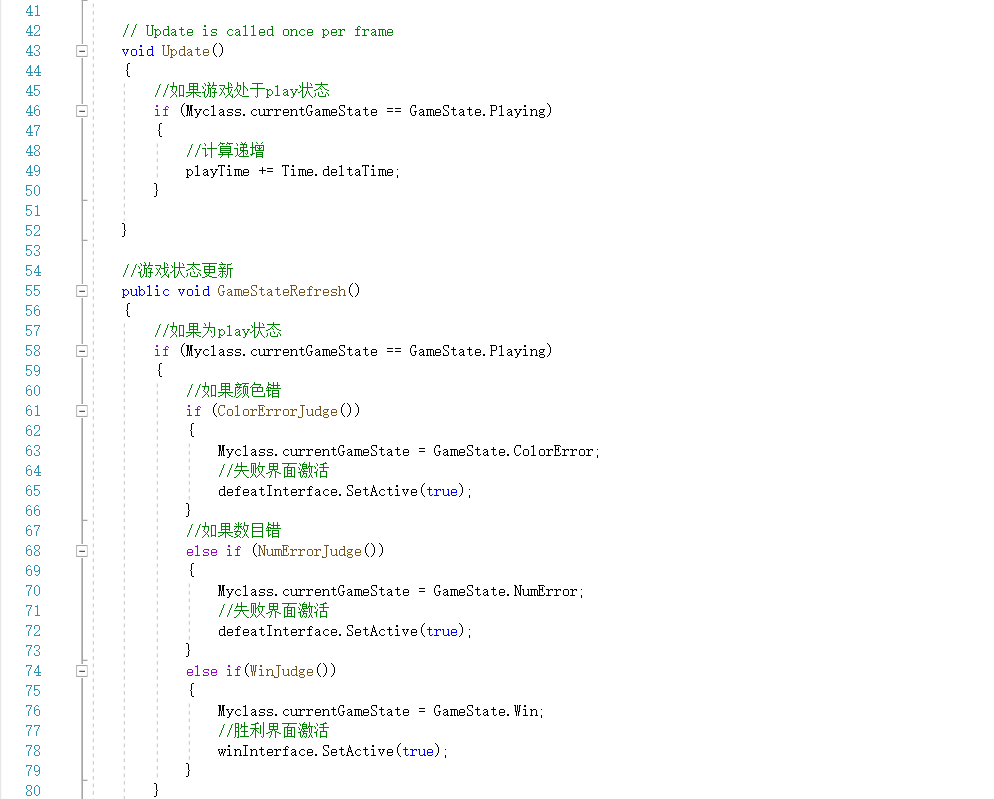 41
42 // Update is called once per frame
43 void Update()
44 {
45 //如果游戏处于play状态
46 if (Myclass.currentGameState == GameState.Playing)
47 {
48 //计算递增
49 playTime += Time.deltaTime;
50 }
51
52 }
53
54 //游戏状态更新
55 public void GameStateRefresh()
56 {
57 //如果为play状态
58 if (Myclass.currentGameState == GameState.Playing)
59 {
60 //如果颜色错
61 if (ColorErrorJudge())
62 {
63 Myclass.currentGameState = GameState.ColorError;
64 //失败界面激活
65 defeatInterface.SetActive(true);
66 }
67 //如果数目错
68 else if (NumErrorJudge())
69 {
70 Myclass.currentGameState = GameState.NumError;
71 //失败界面激活
72 defeatInterface.SetActive(true);
73 }
74 else if(WinJudge())
75 {
76 Myclass.currentGameState = GameState.Win;
77 //胜利界面激活
78 winInterface.SetActive(true);
79 }
80 }